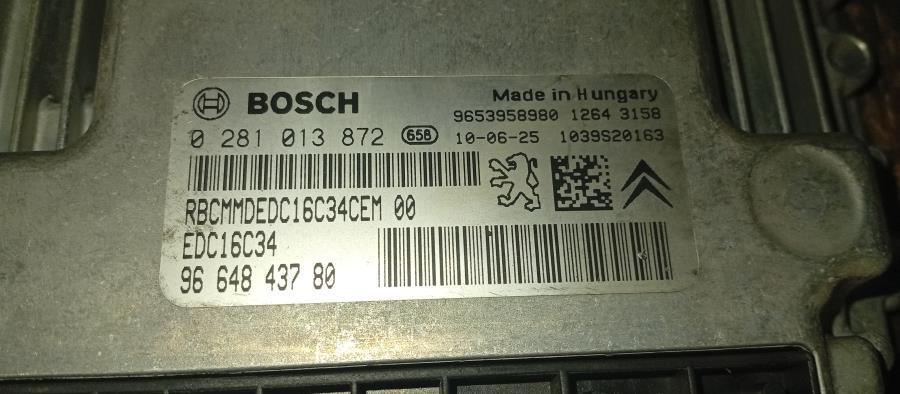 BOSCH
Made in Hungary
9653958980 1264 3158
0 281 013 872 658 10-06-25 1039S20163
RBCMMDEDC16C34CEM 00
EDC16C34
96 648 437 80